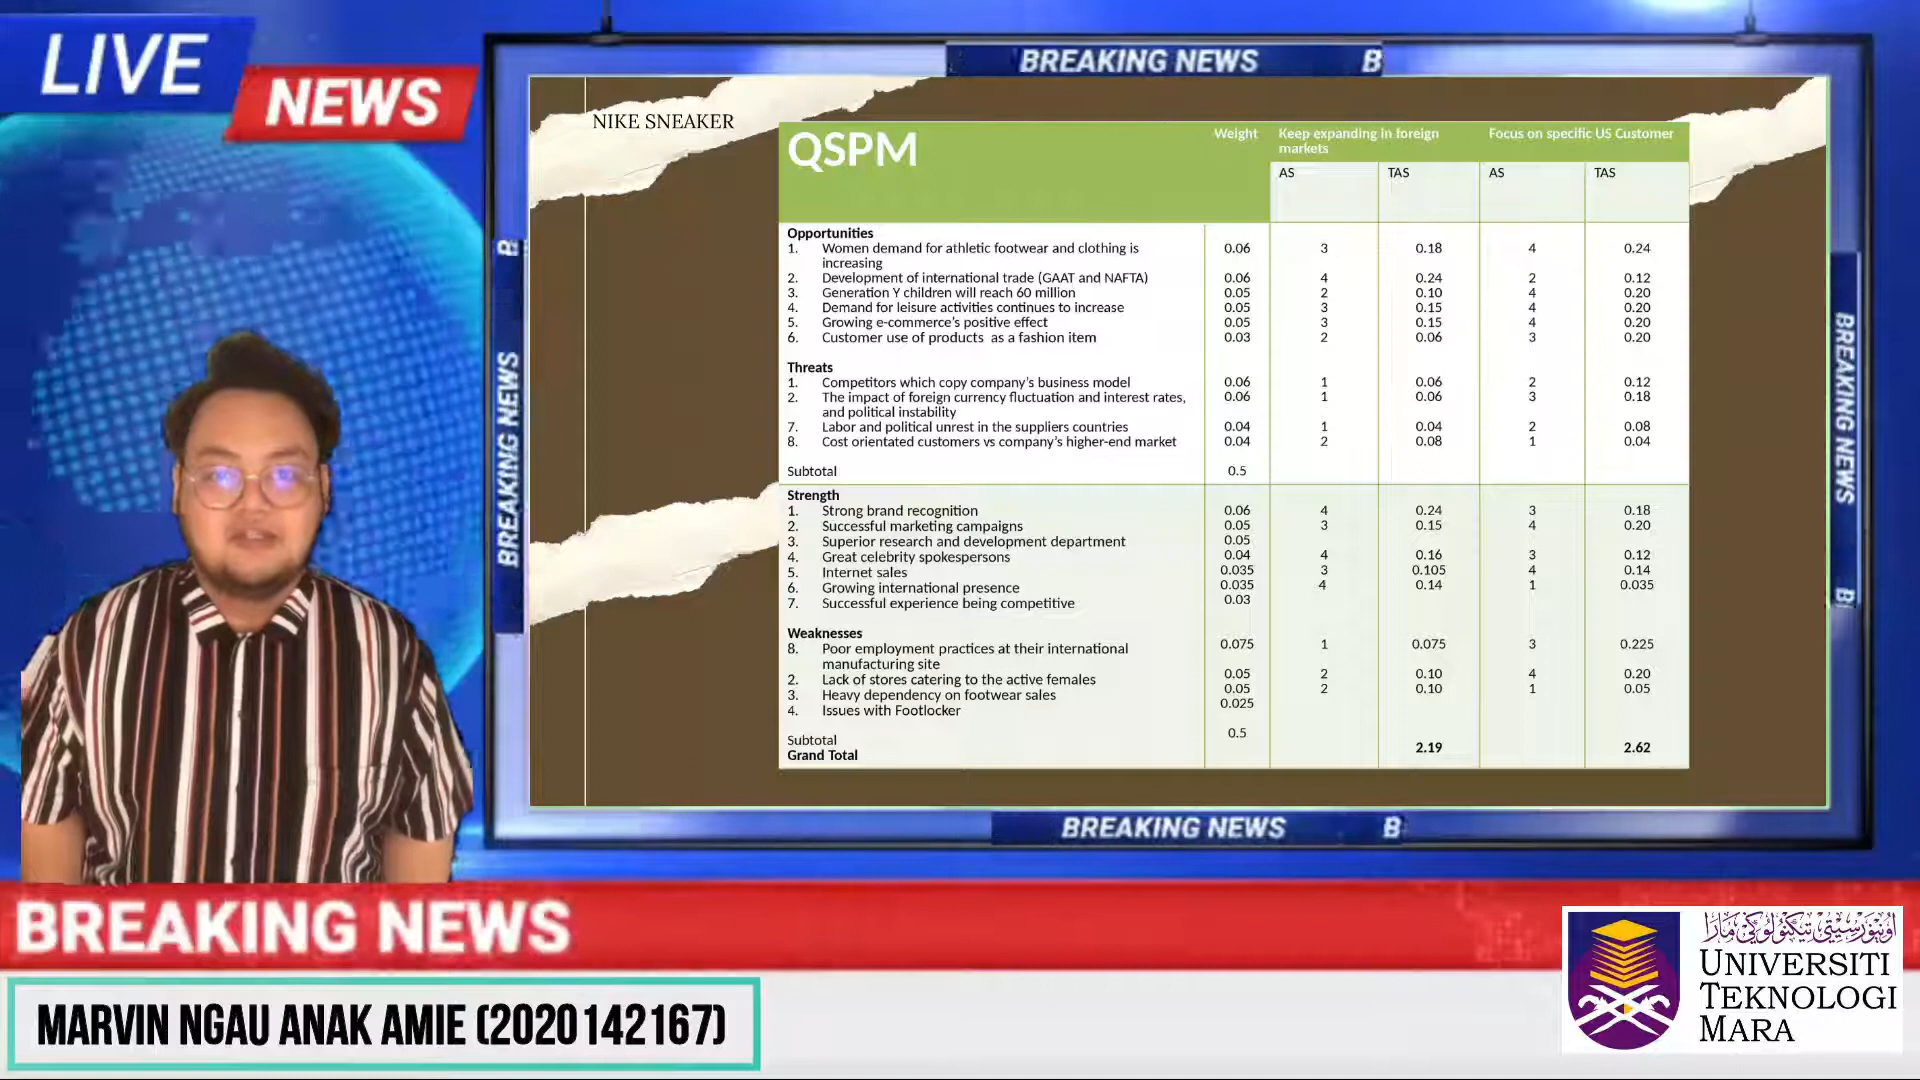 LIVE
NEWS
BREAKING NEWS B
B
BREAKING NEWS
BREAKING NEWS
B
NIKE SNEAKER
QSPM Weight Keep expanding in foreign markets Focus on specific US Customer
AS TAS AS TAS
Opportunities
1. Women demand for athletic footwear and clothing is increasing 0.06 3 0.18 4 0.24
2. Development of international trade (GAAT and NAFTA) 0.06 4 0.24 2 0.12
3. Generation Y children will reach 60 million 0.05 2 0.10 4 0.20
4. Demand for leisure activities continues to increase 0.05 3 0.15 4 0.20
5. Growing e-commerce's positive effect 0.05 3 0.15 4 0.20
6. Customer use of products as a fashion item 0.03 2 0.06 3 0.20
Threats
1. Competitors which copy company's business model 0.06 1 0.06 2 0.12
2. The impact of foreign currency fluctuation and interest rates, and political instability 0.06 1 0.06 3 0.18
7. Labor and political unrest in the suppliers countries 0.04 1 0.04 2 0.08
8. Cost orientated customers vs company's higher-end market 0.04 2 0.08 1 0.04
Subtotal 0.5
Strength
1. Strong brand recognition 0.06 4 0.24 3 0.18
2. Successful marketing campaigns 0.05 3 0.15 4 0.20
3. Superior research and development department 0.05
4. Great celebrity spokespersons 0.04 4 0.16 3 0.12
5. Internet sales 0.035 3 0.105 4 0.14
6. Growing international presence 0.035 4 0.14 1 0.035
7. Successful experience being competitive 0.03
Weaknesses
8. Poor employment practices at their international manufacturing site 0.075 1 0.075 3 0.225
2. Lack of stores catering to the active females 0.05 2 0.10 4 0.20
3. Heavy dependency on footwear sales 0.05 2 0.10 1 0.05
4. Issues with Footlocker 0.025
Subtotal 0.5
Grand Total 2.19 2.62
BREAKING NEWS B
BREAKING NEWS
MARVIN NGAU ANAK AMIE (2020142167)
اونيۏرسيتي تيكنولوڬي مارا
UNIVERSITI
TEKNOLOGI
MARA